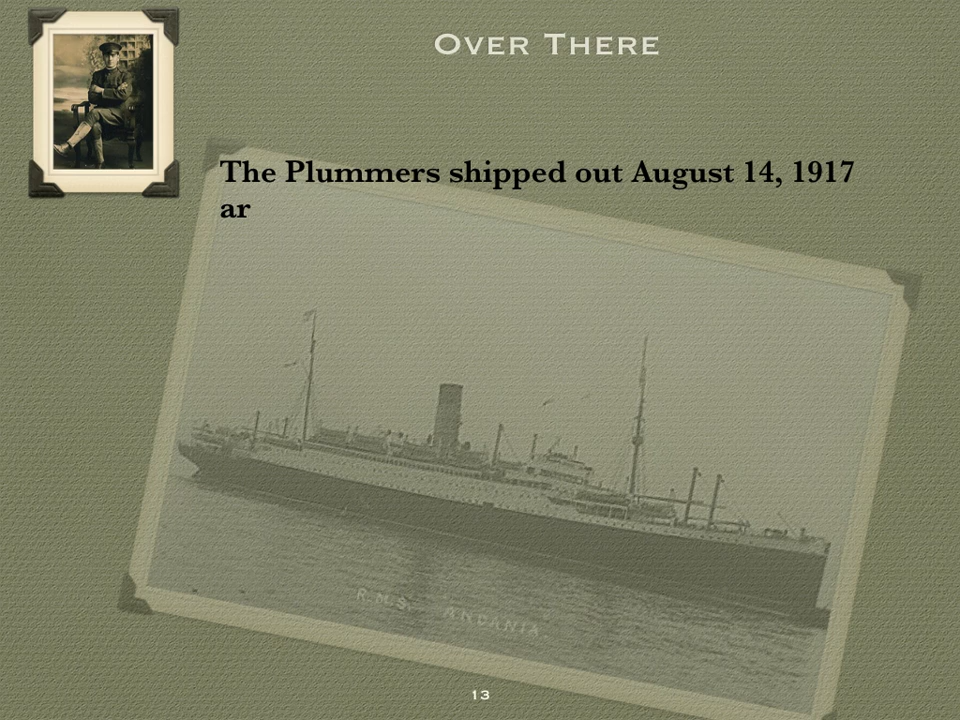 Over There
The Plummers shipped out August 14, 1917
ar
R.M.S. ANDANIA.
13